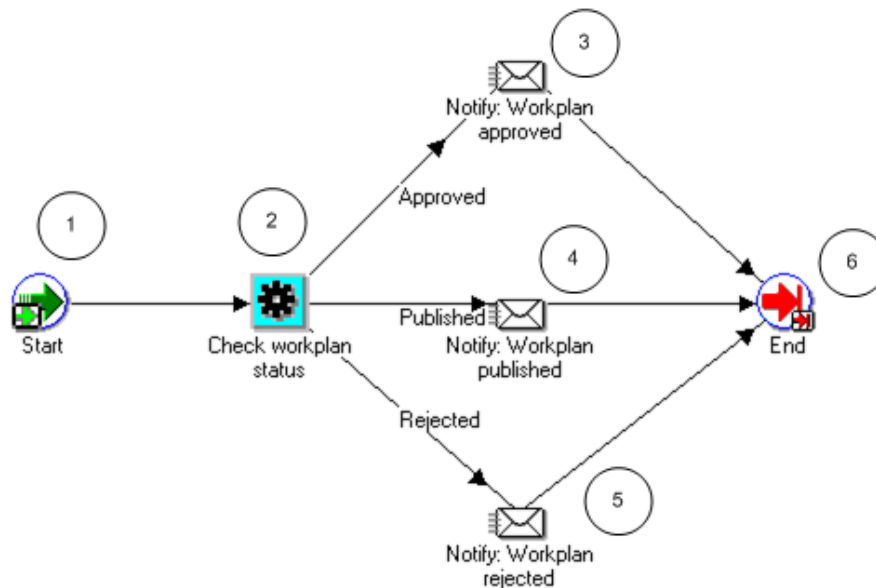 3
Notify: Workplan
approved
Approved
1
2
4
6
Start
Check workplan
status
Published
Notify: Workplan
published
End
Rejected
5
Notify: Workplan
rejected